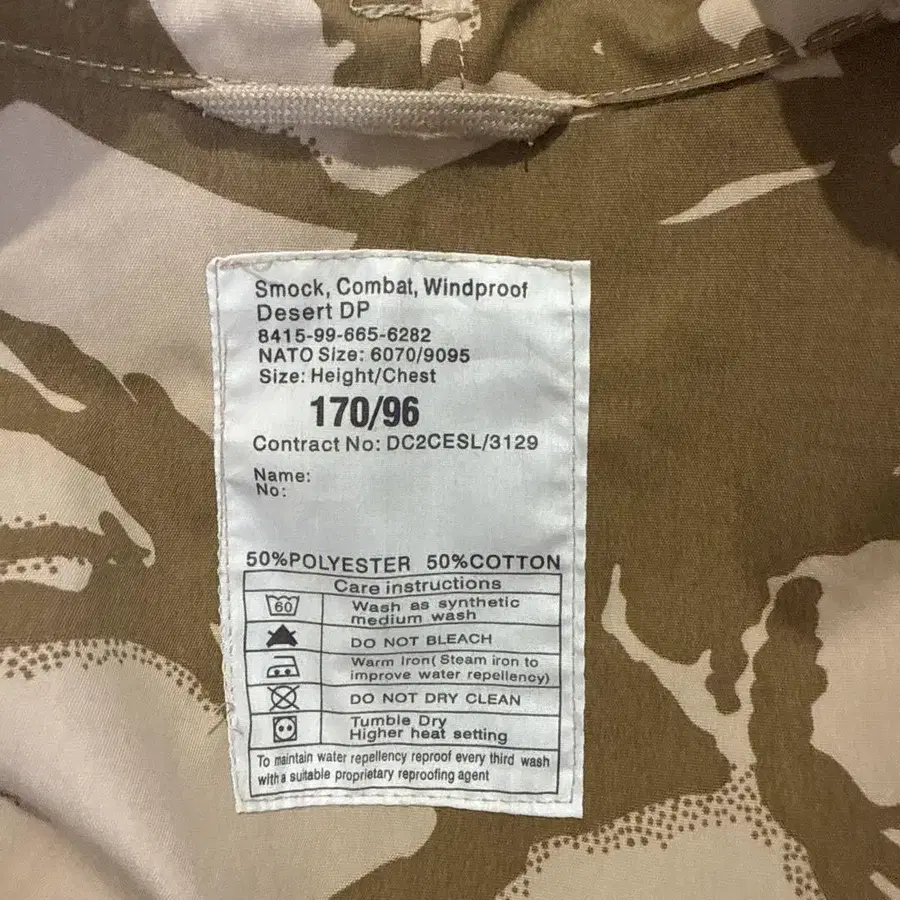 Smock, Combat, Windproof
Desert DP
8415-99-665-6282
NATO Size: 6070/9095
Size: Height/Chest
170/96
Contract No: DC2CESL/3129
Name:
No:
50%POLYESTER 50%COTTON
Care instructions
60
Wash as synthetic
medium wash
DO NOT BLEACH
Warm Iron( Steam iron to
improve water repellency)
DO NOT DRY CLEAN
Tumble Dry
Higher heat setting
To maintain water repellency reproof every third wash
with a suitable proprietary reproofing agent